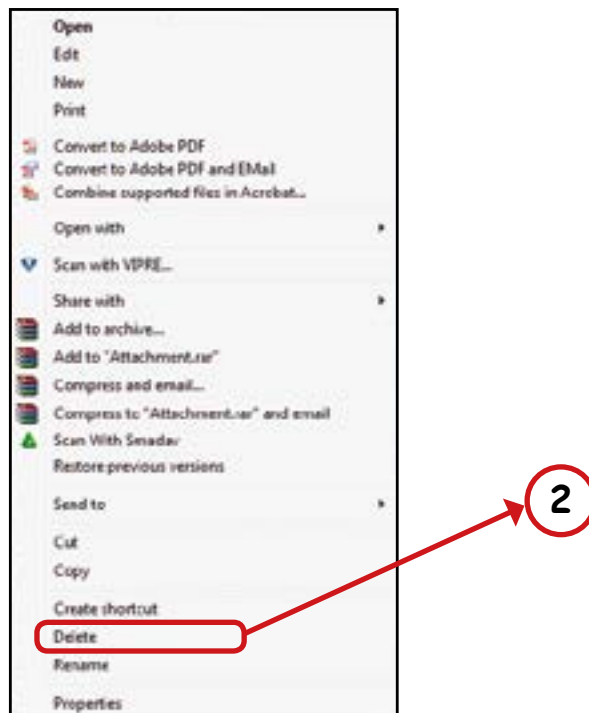 Open
Edit
New
Print
Convert to Adobe PDF
Convert to Adobe PDF and EMail
Combine supported files in Acrobat...
Open with
Scan with VIPRE...
Share with
Add to archive...
Add to "Attachment.rar"
Compress and email...
Compress to "Attachment.rar" and email
Scan With Smadav
Restore previous versions
Send to
Cut
Copy
Create shortcut
Delete
Rename
Properties
2